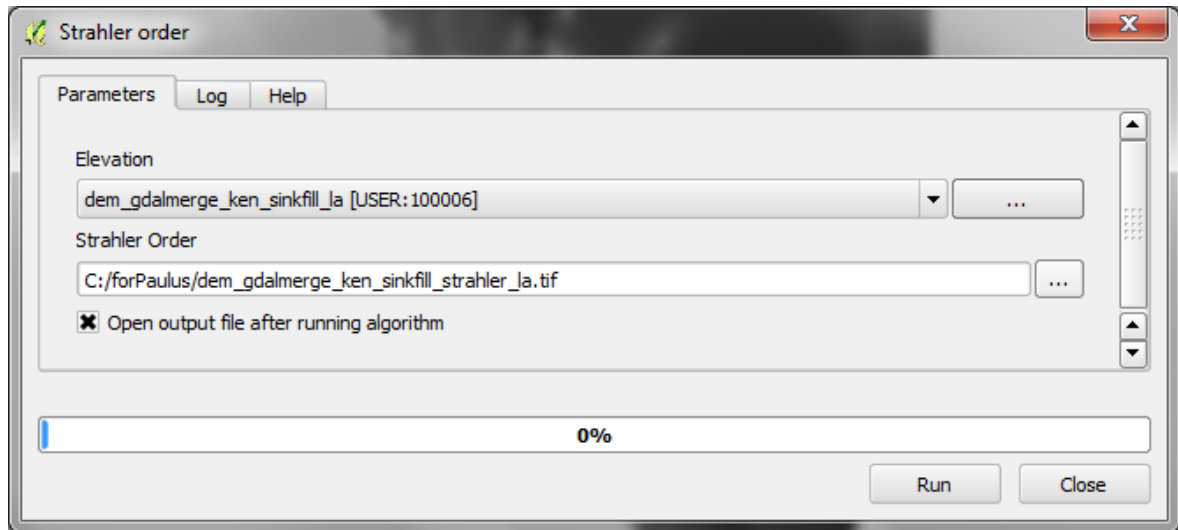 Strahler order
Parameters Log Help
Elevation
dem_gdalmerge_ken_sinkfill_la [USER:100006] ...
Strahler Order
C:/forPaulus/dem_gdalmerge_ken_sinkfill_strahler_la.tif ...
Open output file after running algorithm
0%
Run Close